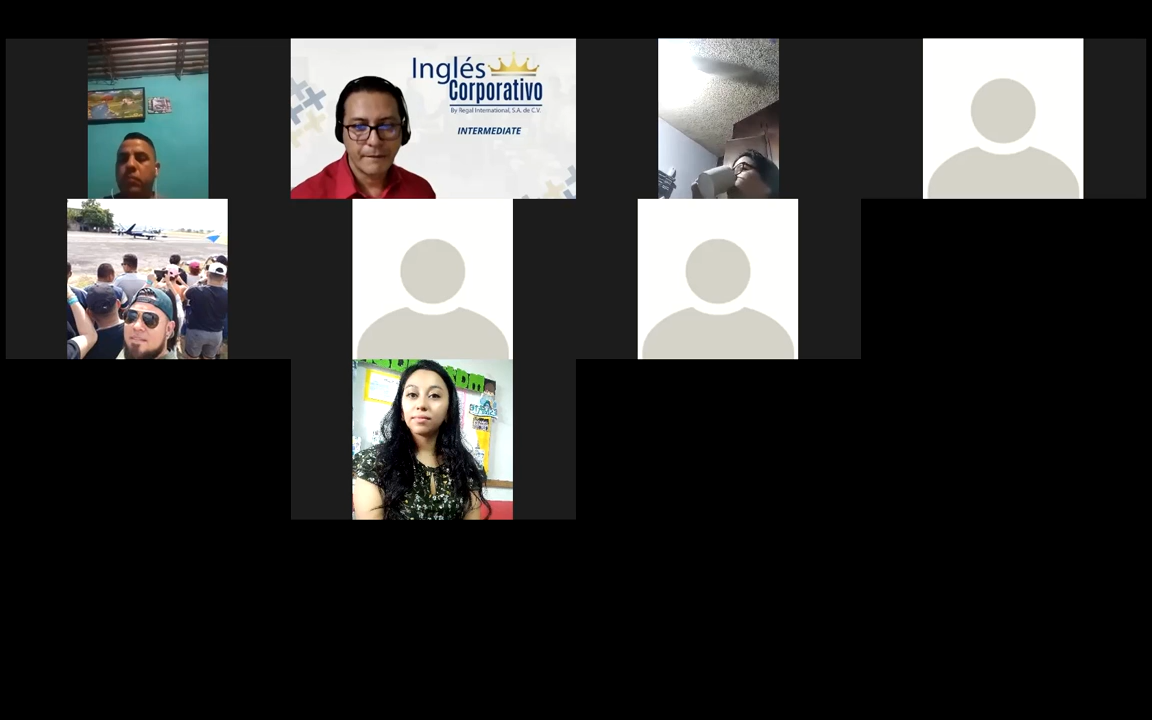 Inglés
Corporativo
By Regal International, S.A. de C.V.
INTERMEDIATE